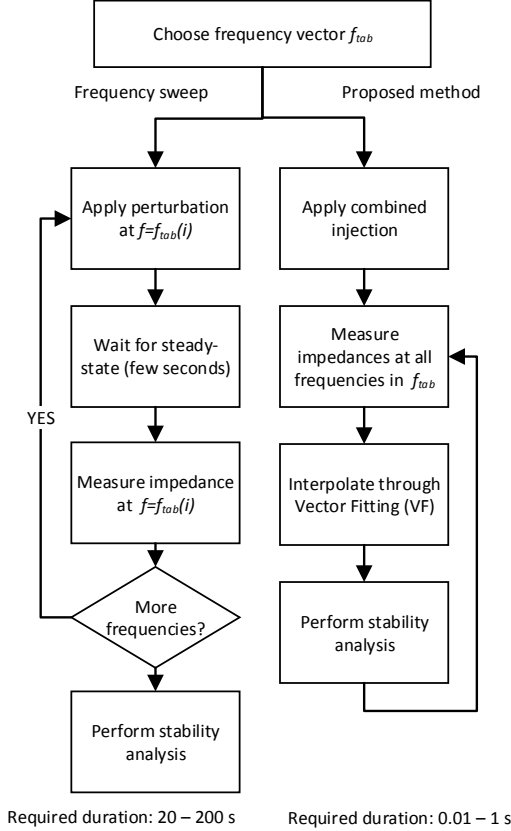 Choose frequency vector f_tab
Frequency sweep
Proposed method
Apply perturbation
at f=f_tab(i)
Wait for steady-
state (few seconds)
Measure impedance
at f=f_tab(i)
More
frequencies?
YES
Perform stability
analysis
Required duration: 20 – 200 s
Apply combined
injection
Measure
impedances at all
frequencies in f_tab
Interpolate through
Vector Fitting (VF)
Perform stability
analysis
Required duration: 0.01 – 1 s